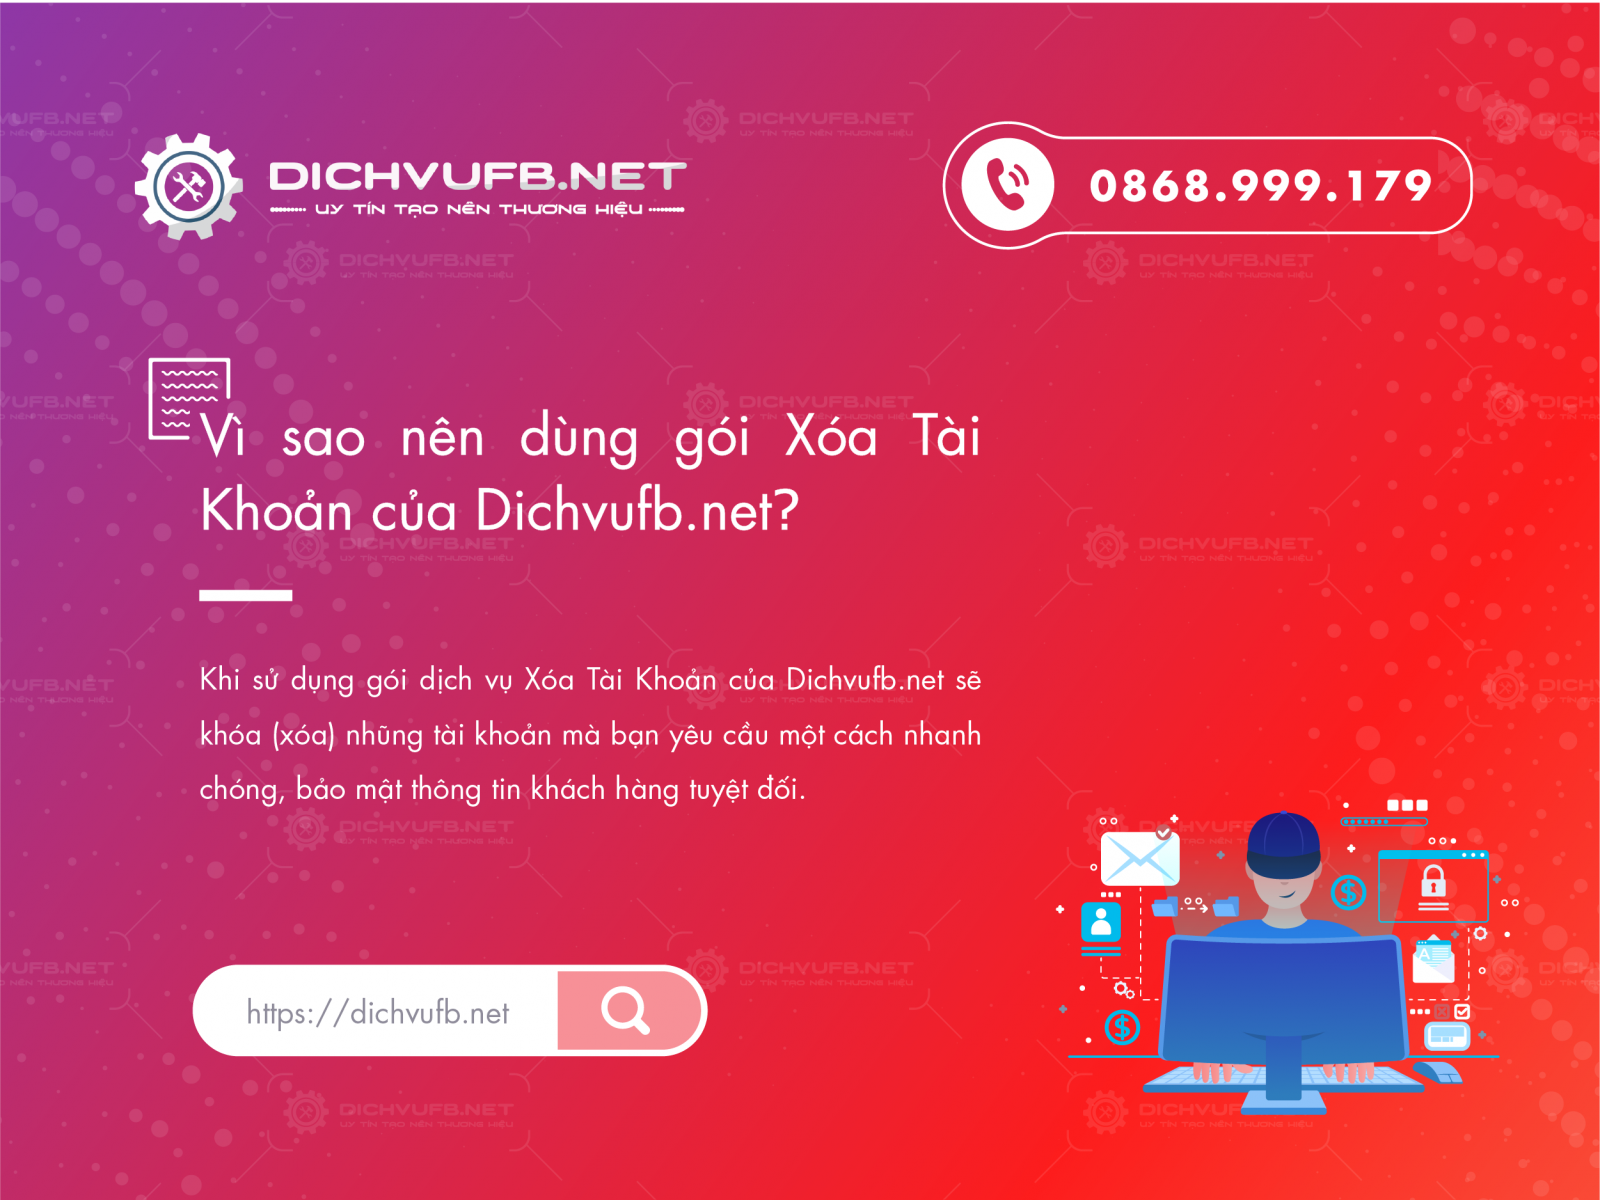 DICHVUFB.NET
UY TÍN TẠO NÊN THƯƠNG HIỆU
0868.999.179
Vì sao nên dùng gói Xóa Tài
Khoản của Dichvufb.net?
Khi sử dụng gói dịch vụ Xóa Tài Khoản của Dichvufb.net sẽ
khóa (xóa) những tài khoản mà bạn yêu cầu một cách nhanh
chóng, bảo mật thông tin khách hàng tuyệt đối.
https://dichvufb.net